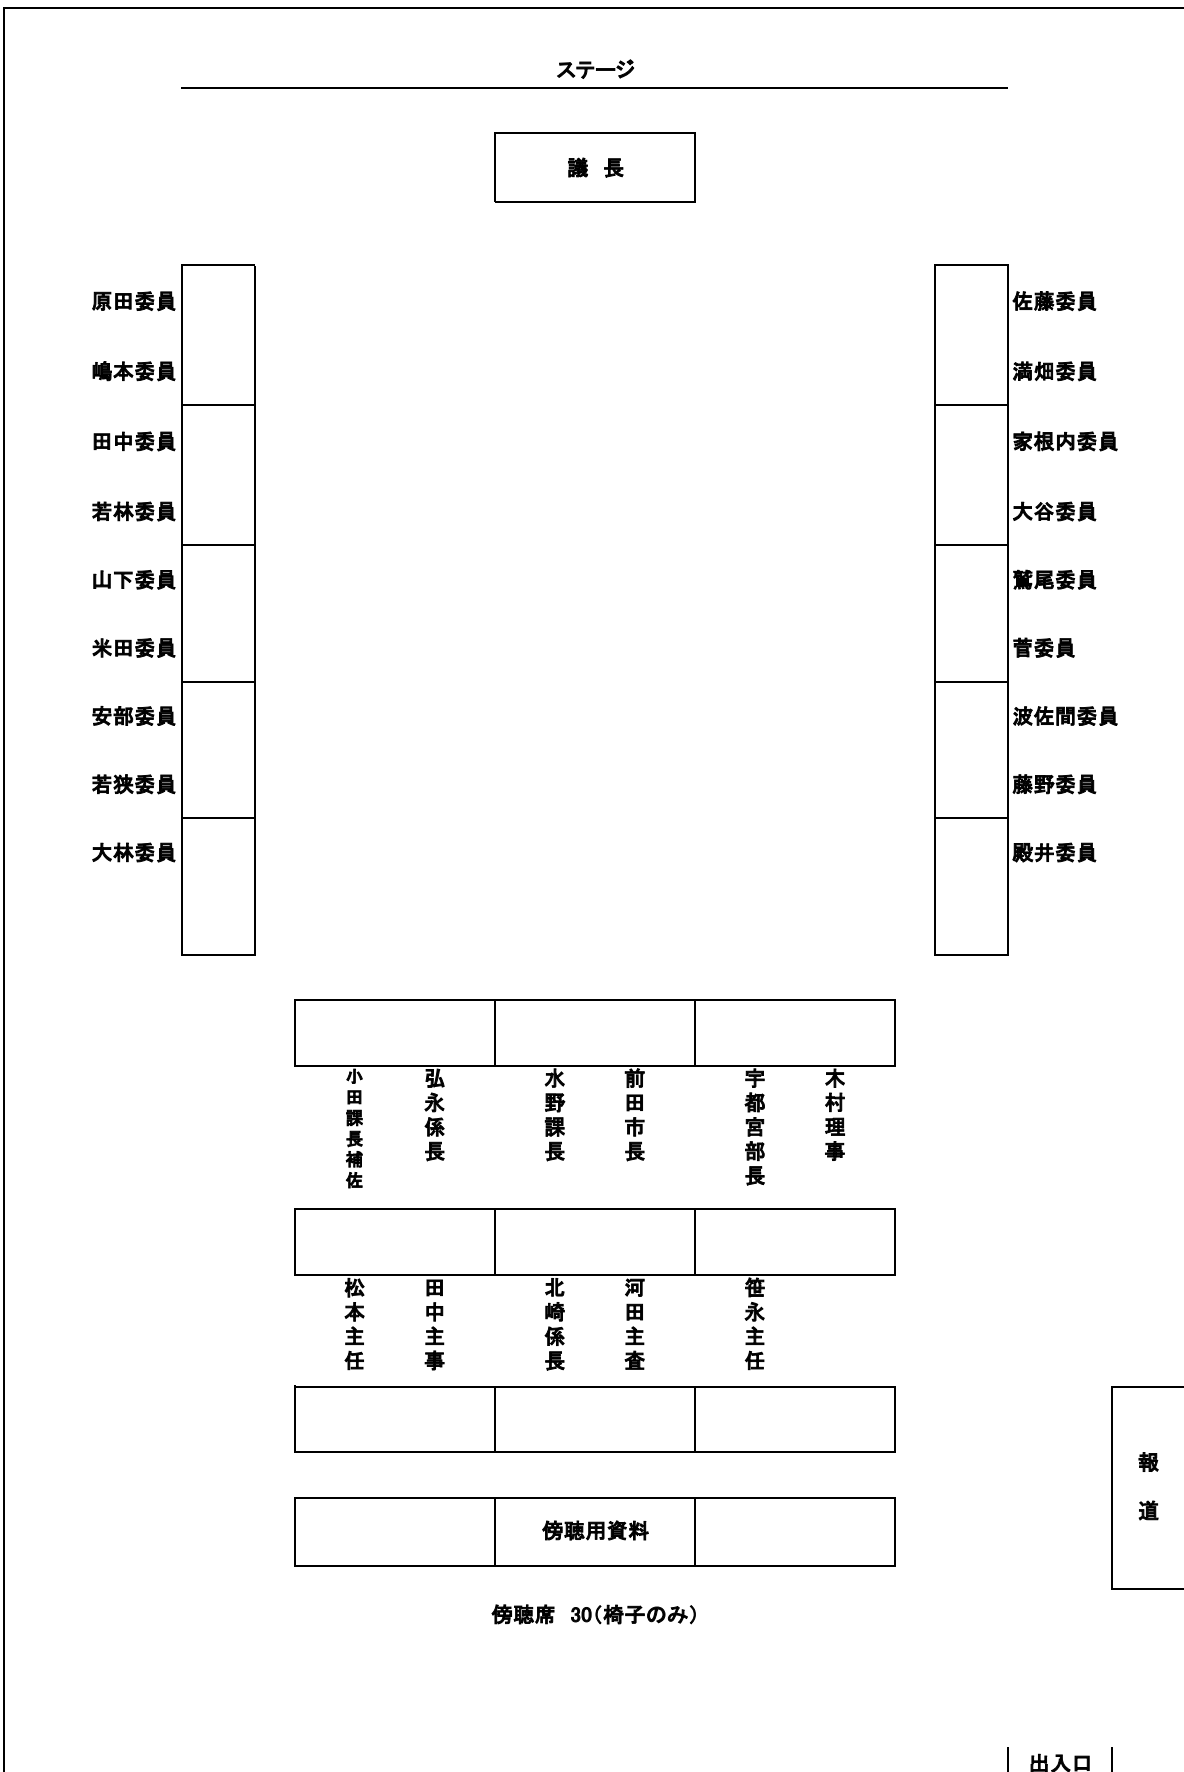 ステージ
議 長
原田委員
嶋本委員
田中委員
若林委員
山下委員
米田委員
安部委員
若狭委員
大林委員
佐藤委員
満畑委員
家根内委員
大谷委員
鷲尾委員
菅委員
波佐間委員
藤野委員
殿井委員
小田課長補佐
弘永係長
水野課長
前田市長
宇都宮部長
木村理事
松本主任
田中主事
北崎係長
河田主査
笹永主任
報道
傍聴用資料
傍聴席 30(椅子のみ)
出入口